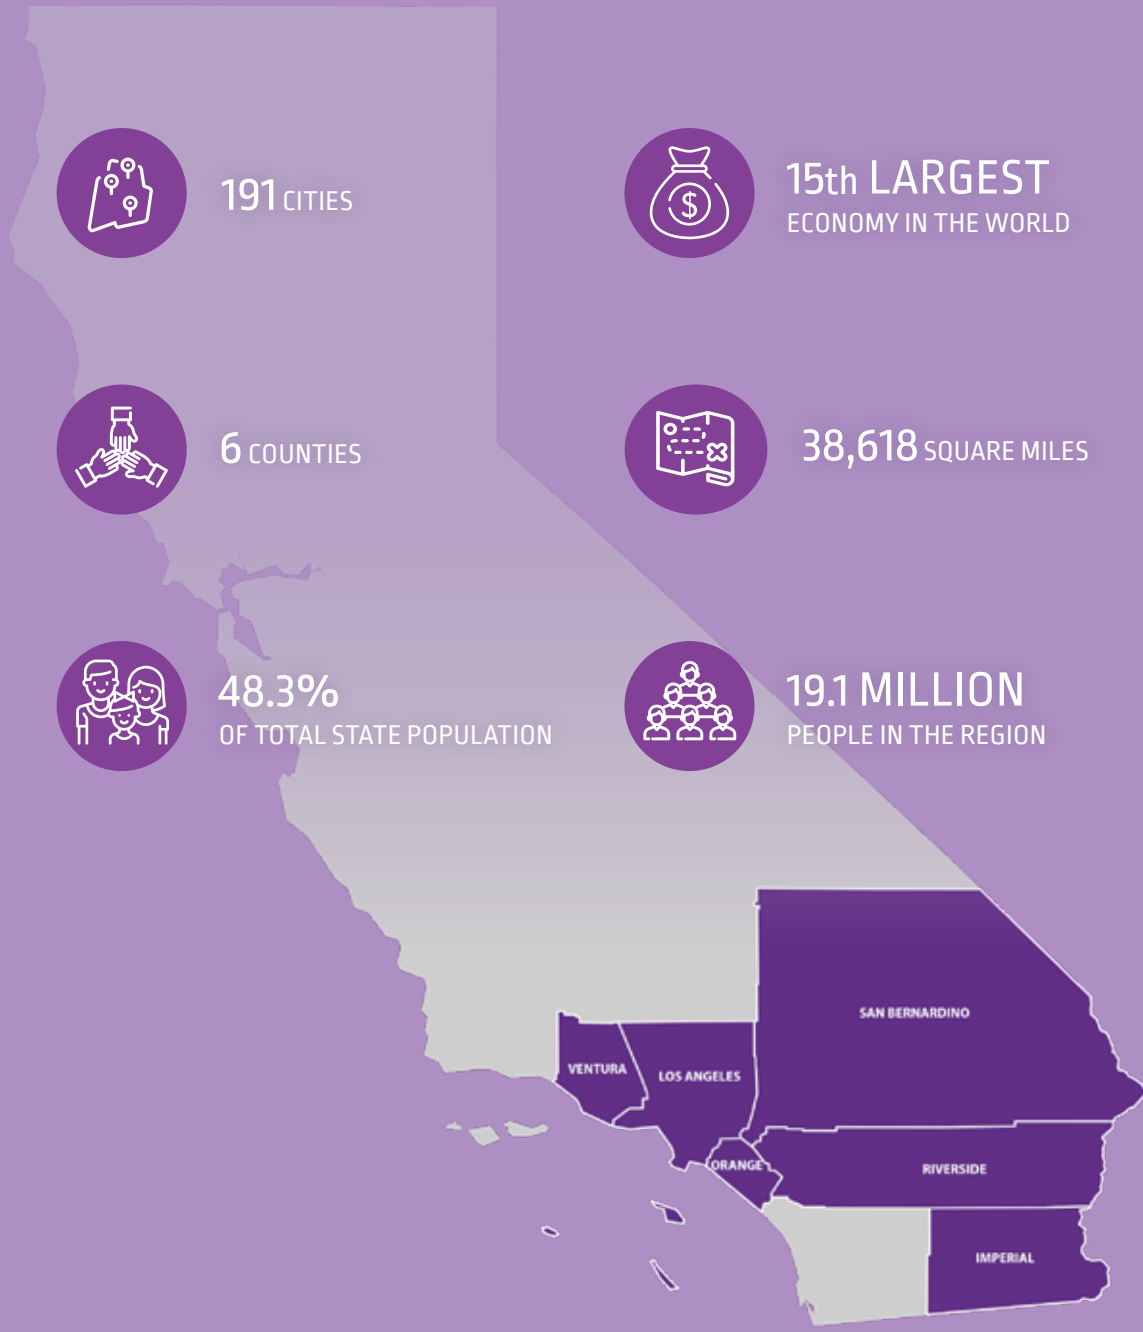 191 CITIES
15th LARGEST
ECONOMY IN THE WORLD
6 COUNTIES
38,618 SQUARE MILES
48.3%
OF TOTAL STATE POPULATION
19.1 MILLION
PEOPLE IN THE REGION
SAN BERNARDINO
VENTURA
LOS ANGELES
ORANGE
RIVERSIDE
IMPERIAL